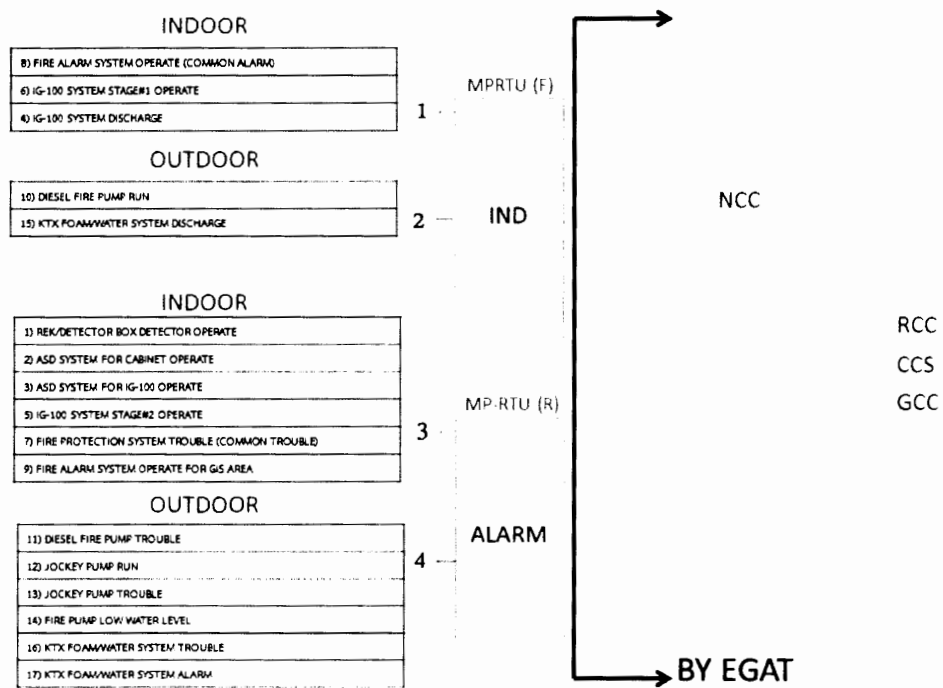 INDOOR
8) FIRE ALARM SYSTEM OPERATE (COMMON ALARM)
6) IG-100 SYSTEM STAGE#1 OPERATE
4) IG-100 SYSTEM DISCHARGE
1
MPRTU (F)
OUTDOOR
10) DIESEL FIRE PUMP RUN
15) KTX FOAM/WATER SYSTEM DISCHARGE
2
IND
NCC
INDOOR
1) REK/DETECTOR BOX DETECTOR OPERATE
2) ASD SYSTEM FOR CABINET OPERATE
3) ASD SYSTEM FOR IG-100 OPERATE
5) IG-100 SYSTEM STAGE#2 OPERATE
7) FIRE PROTECTION SYSTEM TROUBLE (COMMON TROUBLE)
9) FIRE ALARM SYSTEM OPERATE FOR GIS AREA
3
MP-RTU (R)
RCC
CCS
GCC
OUTDOOR
11) DIESEL FIRE PUMP TROUBLE
12) JOCKEY PUMP RUN
13) JOCKEY PUMP TROUBLE
14) FIRE PUMP LOW WATER LEVEL
16) KTX FOAM/WATER SYSTEM TROUBLE
17) KTX FOAM/WATER SYSTEM ALARM
4
ALARM
BY EGAT